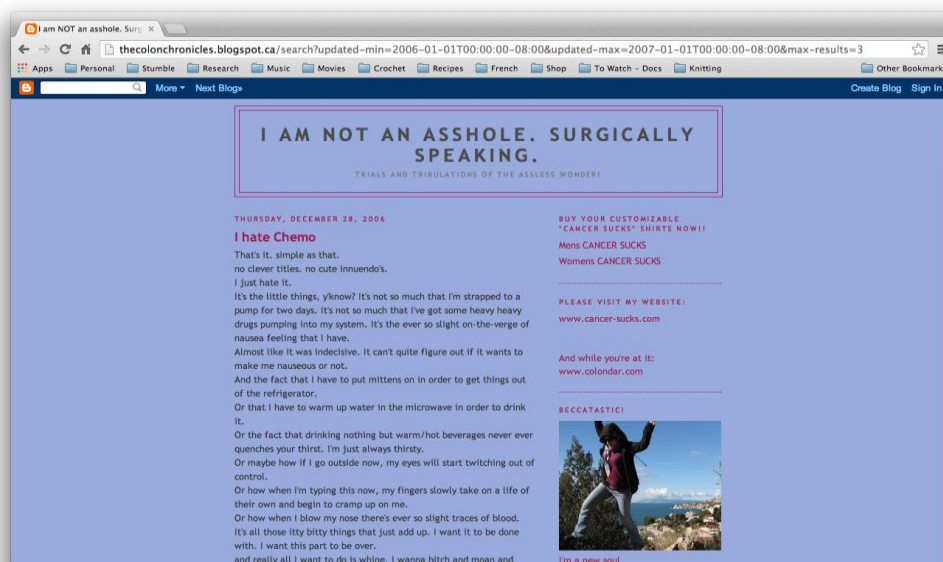 I am NOT an asshole. Surg
thecolonchronicles.blogspot.ca/search?updated-min=2006-01-01T00:00:00-08:00&updated-max=2007-01-01T00:00:00-08:00&max-results=3
Apps Personal Stumble Research Music Movies Crochet Recipes French Shop To Watch - Docs Knitting Other Bookmark
More Next Blog» Create Blog Sign In
I AM NOT AN ASSHOLE. SURGICALLY
SPEAKING.
TRIALS AND TRIBULATIONS OF THE ASSLESS WONDER!
THURSDAY, DECEMBER 28, 2006
I hate Chemo
That's it. simple as that.
no clever titles. no cute innuendo's.
I just hate it.
It's the little things, y'know? It's not so much that I'm strapped to a
pump for two days. It's not so much that I've got some heavy heavy
drugs pumping into my system. It's the ever so slight on-the-verge of
nausea feeling that I have.
Almost like it was indecisive. It can't quite figure out if it wants to
make me nauseous or not.
And the fact that I have to put mittens on in order to get things out
of the refrigerator.
Or that I have to warm up water in the microwave in order to drink
it.
Or the fact that drinking nothing but warm/hot beverages never ever
quenches your thirst. I'm just always thirsty.
Or maybe how if I go outside now, my eyes will start twitching out of
control.
Or how when I'm typing this now, my fingers slowly take on a life of
their own and begin to cramp up on me.
Or how when I blow my nose there's ever so slight traces of blood.
It's all those itty bitty things that just add up. I want it to be done
with. I want this part to be over.
and really all I want to do is whine. I wanna bitch and moan and
BUY YOUR CUSTOMIZABLE
"CANCER SUCKS" SHIRTS NOW!!
Mens CANCER SUCKS
Womens CANCER SUCKS
PLEASE VISIT MY WEBSITE:
www.cancer-sucks.com
And while you're at it:
www.colondar.com
BECCATASTIC!
I'm a new soul